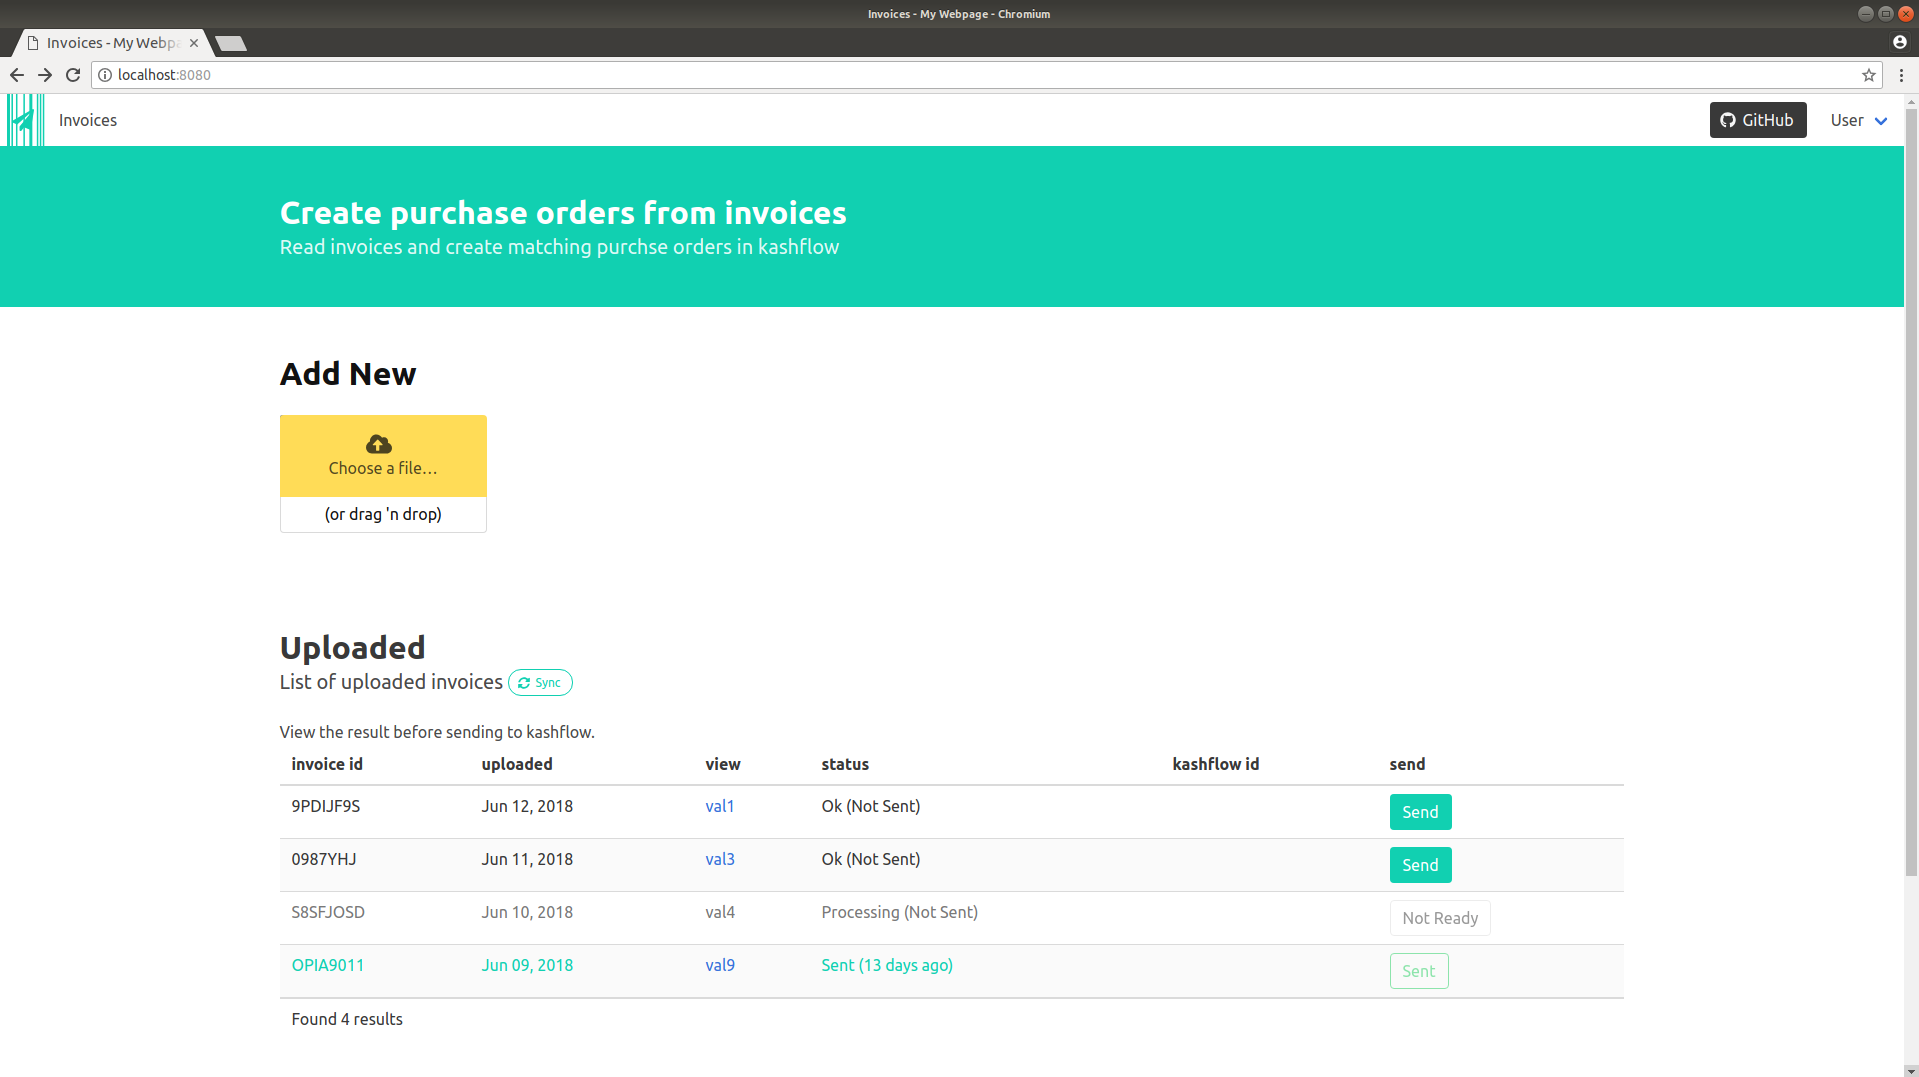 Invoices - My Webpage - Chromium
Invoices - My Webpa
localhost:8080
Invoices
GitHub
User
Create purchase orders from invoices
Read invoices and create matching purchse orders in kashflow
Add New
Choose a file...
(or drag 'n drop)
Uploaded
List of uploaded invoices Sync
View the result before sending to kashflow.
invoice id uploaded view status kashflow id send
9PDIJF9S Jun 12, 2018 val1 Ok (Not Sent) Send
0987YHJ Jun 11, 2018 val3 Ok (Not Sent) Send
S8SFJOSD Jun 10, 2018 val4 Processing (Not Sent) Not Ready
OPIA9011 Jun 09, 2018 val9 Sent (13 days ago) Sent
Found 4 results